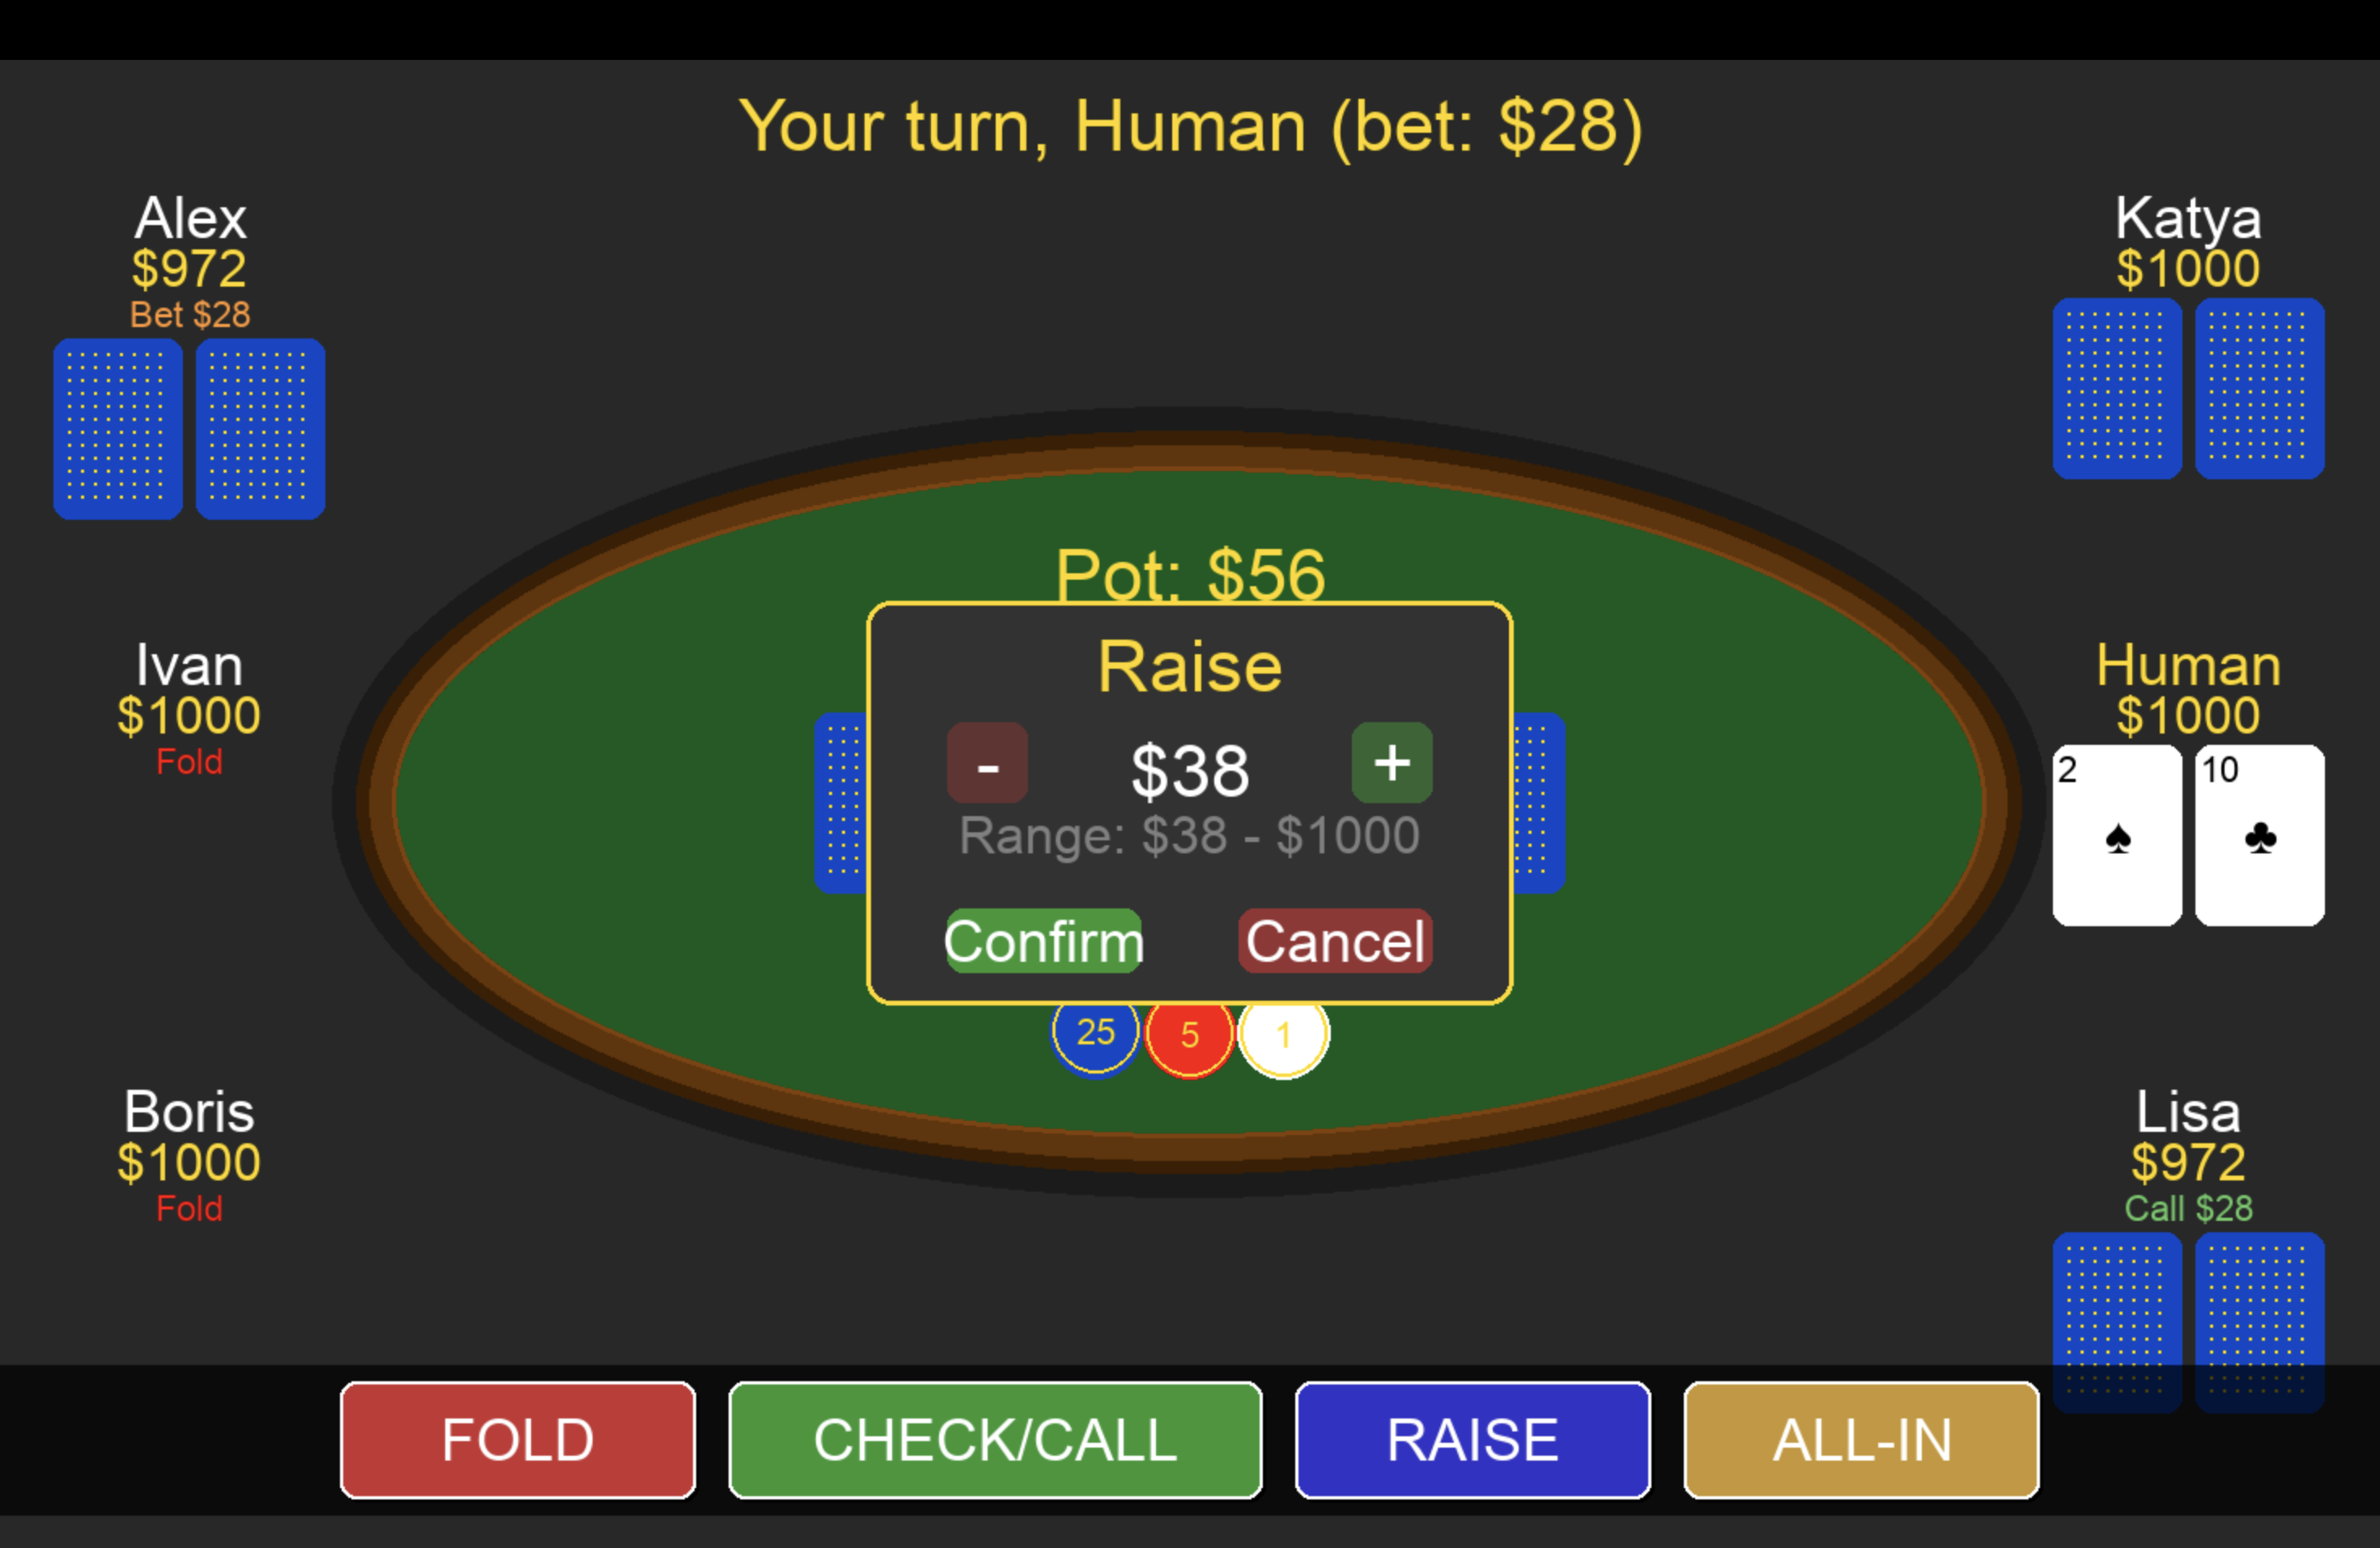 Your turn, Human (bet: $28)
Alex
$972
Bet $28
Katya
$1000
Pot: $56
Raise
- $38 +
Range: $38 - $1000
Confirm Cancel
25 5 1
Ivan
$1000
Fold
Human
$1000
2 10
Boris
$1000
Fold
Lisa
$972
Call $28
FOLD CHECK/CALL RAISE ALL-IN